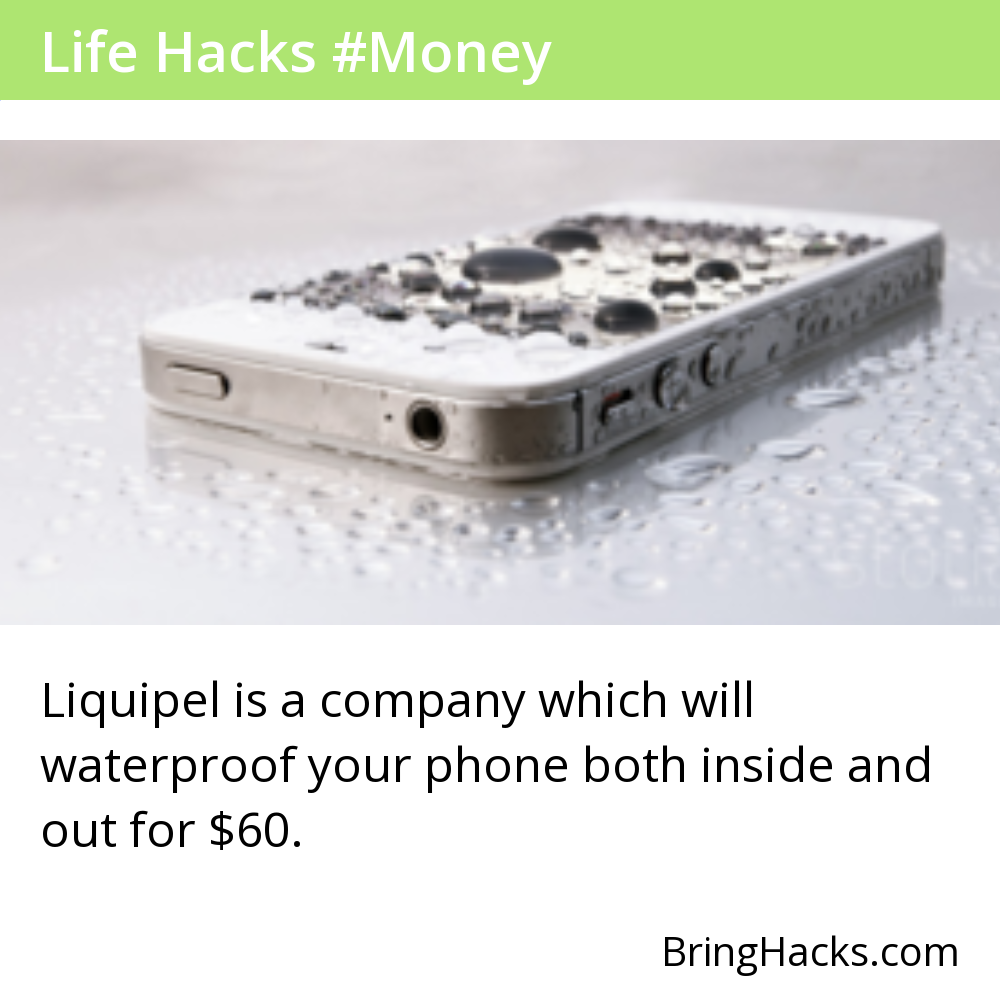 Life Hacks #Money
Liquipel is a company which will
waterproof your phone both inside and
out for $60.
BringHacks.com